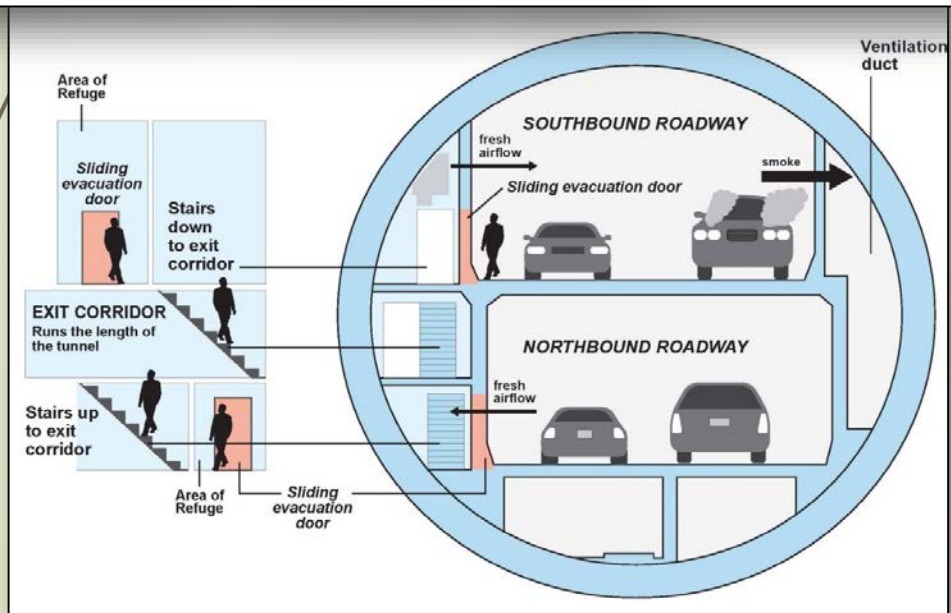 Area of
Refuge
Sliding
evacuation
door
Stairs
down
to exit
corridor
EXIT CORRIDOR
Runs the length of
the tunnel
Stairs up
to exit
corridor
Area of
Refuge
Sliding
evacuation
door
Ventilation
duct
SOUTHBOUND ROADWAY
fresh
airflow
smoke
Sliding evacuation door
NORTHBOUND ROADWAY
fresh
airflow